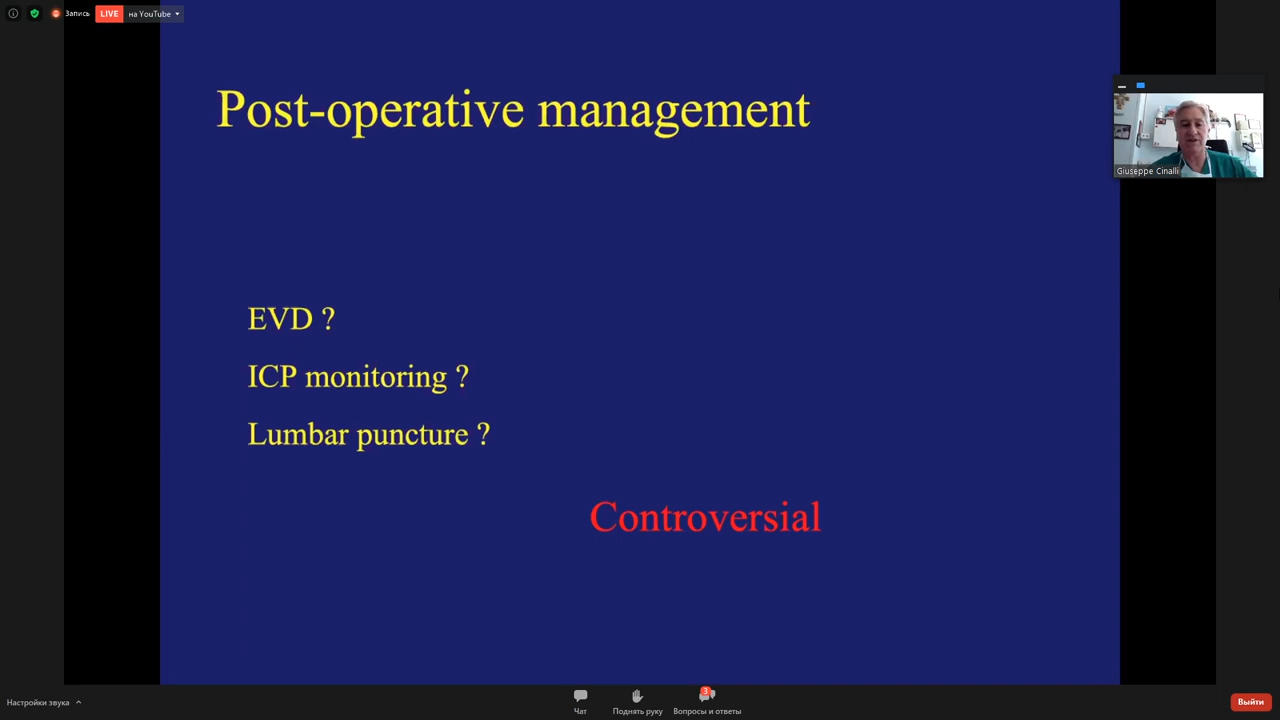 Запись
LIVE
на YouTube
Post-operative management
Giuseppe Cinalli
EVD ?
ICP monitoring ?
Lumbar puncture ?
Controversial
Настройки звука
Чат
Поднять руку
3
Вопросы и ответы
Выйти